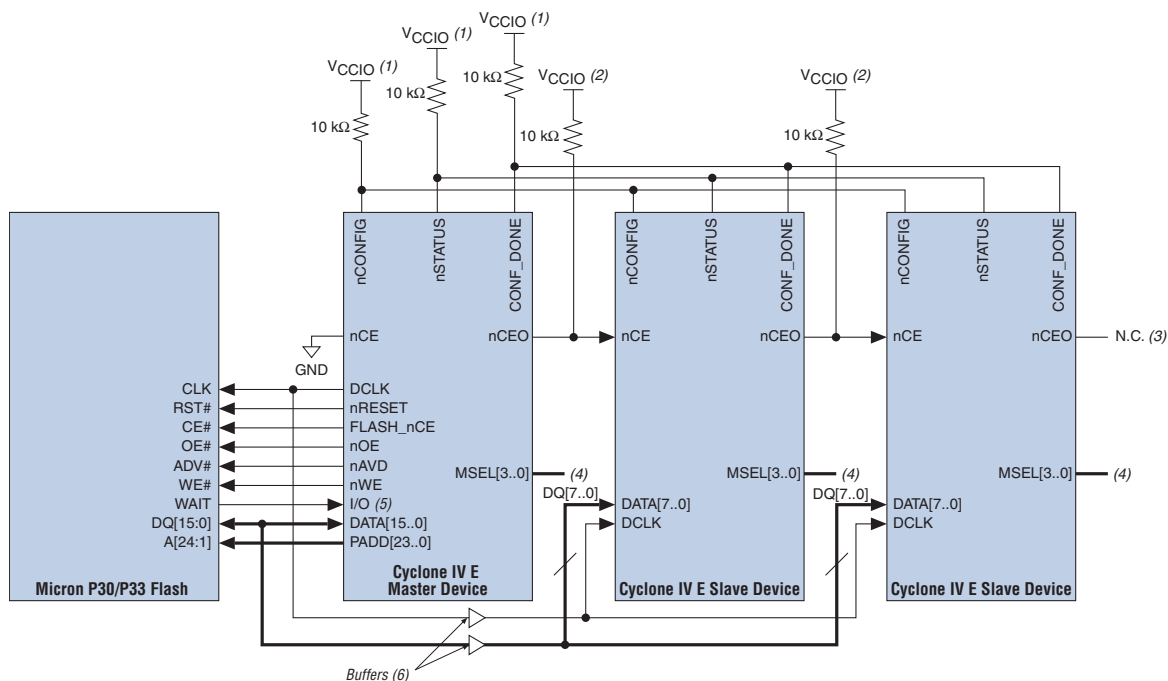 VCCIO (1)
VCCIO (1)
VCCIO (1)
VCCIO (2)
VCCIO (2)
10 kΩ
10 kΩ
10 kΩ
10 kΩ
10 kΩ
nCONFIG
nSTATUS
CONF_DONE
nCONFIG
nSTATUS
CONF_DONE
nCONFIG
nSTATUS
CONF_DONE
nCE
nCEO
nCE
nCEO
nCE
nCEO
N.C. (3)
GND
CLK
DCLK
RST#
nRESET
CE#
FLASH_nCE
OE#
nOE
ADV#
nAVD
MSEL[3..0]
(4)
MSEL[3..0]
(4)
MSEL[3..0]
(4)
WE#
nWE
DQ[7..0]
DQ[7..0]
WAIT
I/O (5)
DATA[7..0]
DATA[7..0]
DQ[15:0]
DATA[15..0]
DCLK
DCLK
A[24:1]
PADD[23..0]
Micron P30/P33 Flash
Cyclone IV E
Master Device
Cyclone IV E Slave Device
Cyclone IV E Slave Device
Buffers (6)